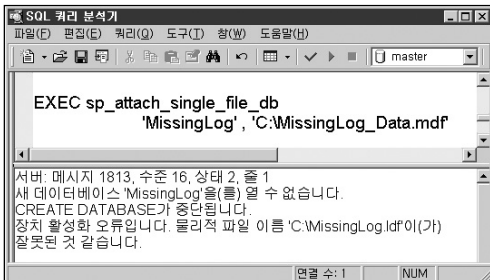 SQL 쿼리 분석기
파일(F) 편집(E) 쿼리(Q) 도구(T) 창(W) 도움말(H)
master
EXEC sp_attach_single_file_db
'MissingLog' , 'C:\MissingLog_Data.mdf'
서버: 메시지 1813, 수준 16, 상태 2, 줄 1
새 데이터베이스 'MissingLog'을(를) 열 수 없습니다.
CREATE DATABASE가 중단됩니다.
장치 활성화 오류입니다. 물리적 파일 이름 'C:\MissingLog.ldf'이(가)
잘못된 것 같습니다.
연결 수: 1 NUM